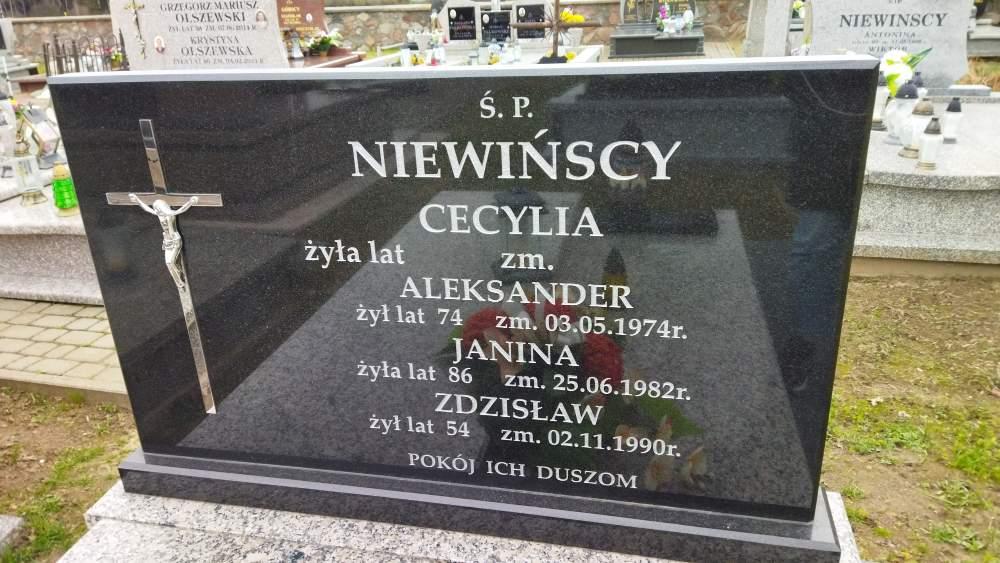 GRZEGORZ MARIUSZ
OLSZEWSKI
KRYSTYNA
OLSZEWSKA
NIEWIŃSCY
ANTONINA
WIKTOR
Ś. P.
NIEWIŃSCY
CECYLIA
żyła lat zm.
ALEKSANDER
żył lat 74 zm. 03.05.1974r.
JANINA
żyła lat 86 zm. 25.06.1982r.
ZDZISŁAW
żył lat 54 zm. 02.11.1990r.
POKÓJ ICH DUSZOM